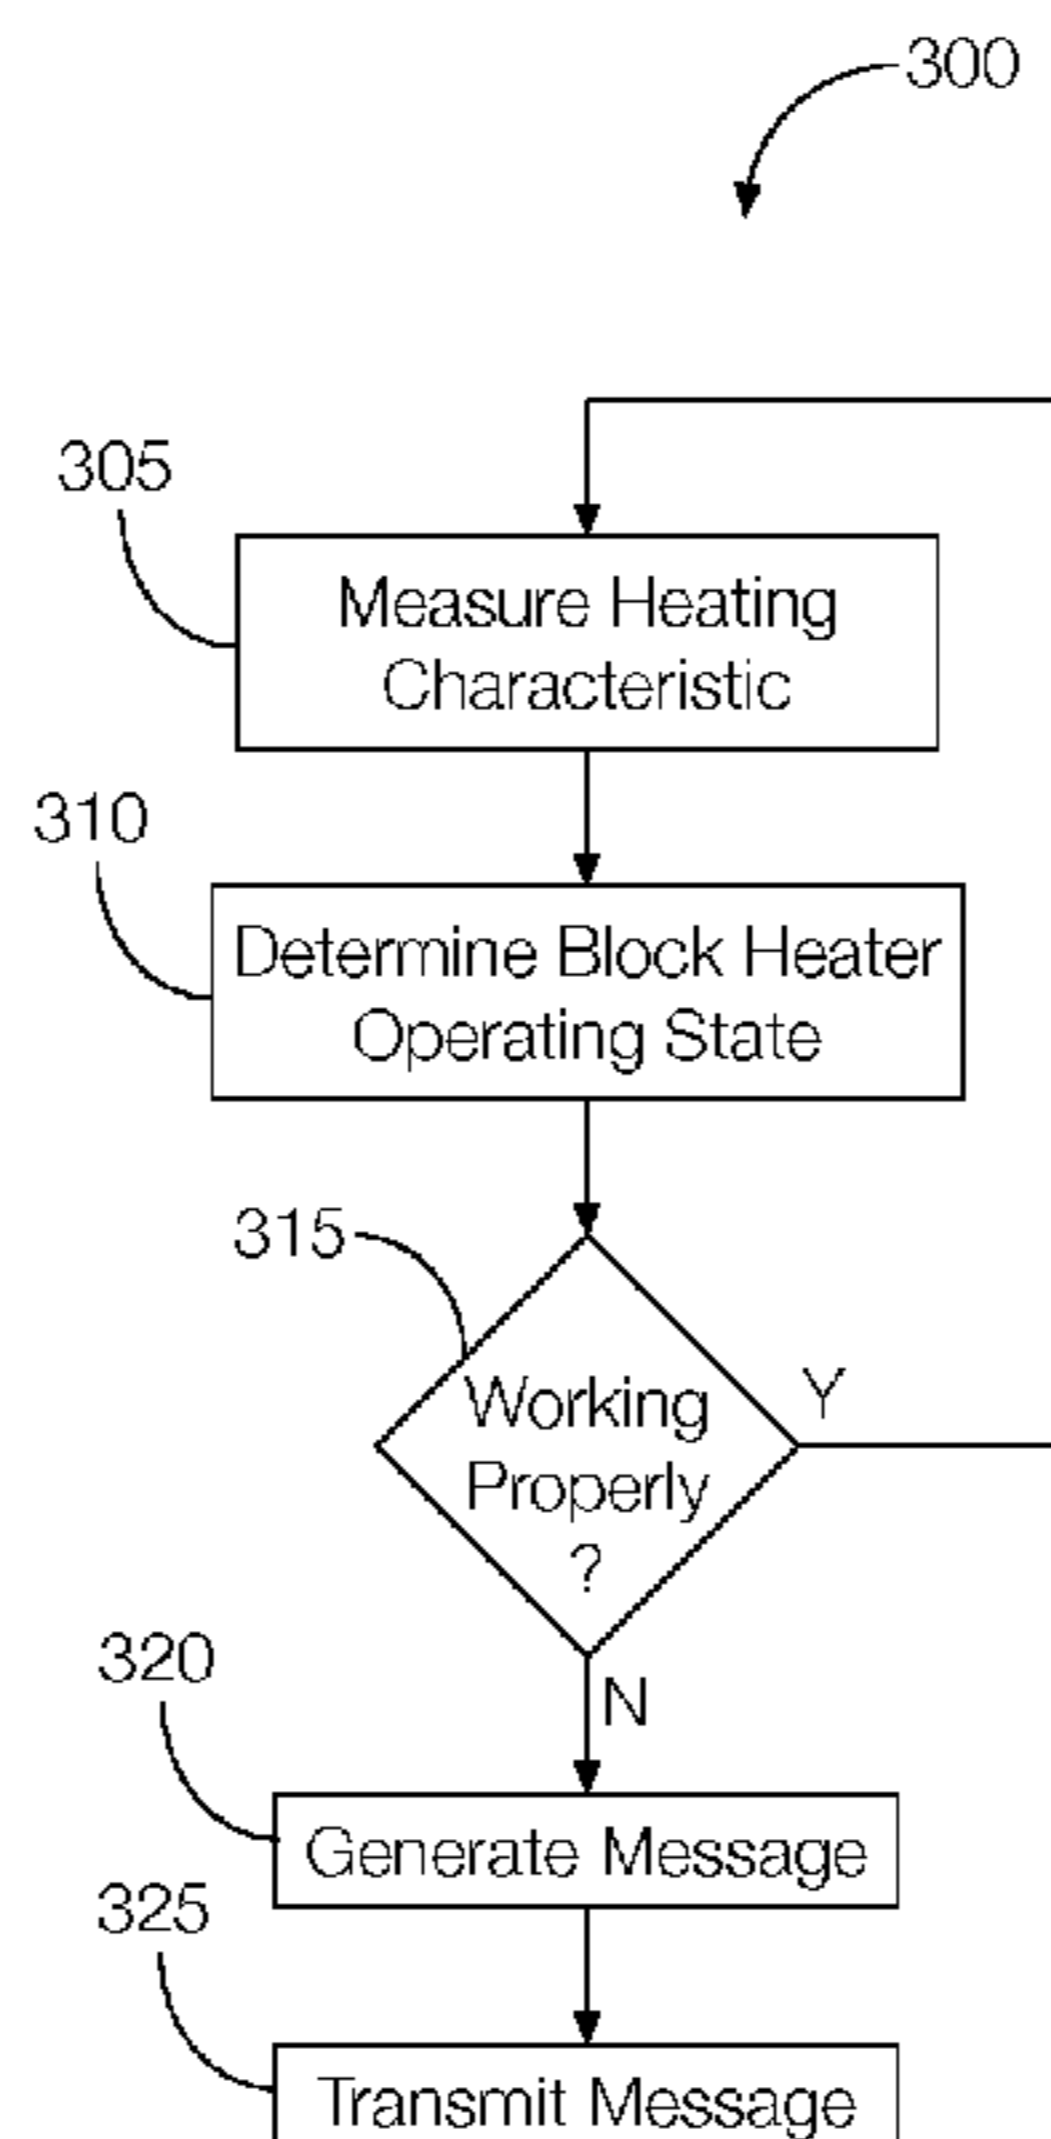 300
305
Measure Heating
Characteristic
310
Determine Block Heater
Operating State
315
Working
Properly
?
Y
320
N
Generate Message
325
Transmit Message